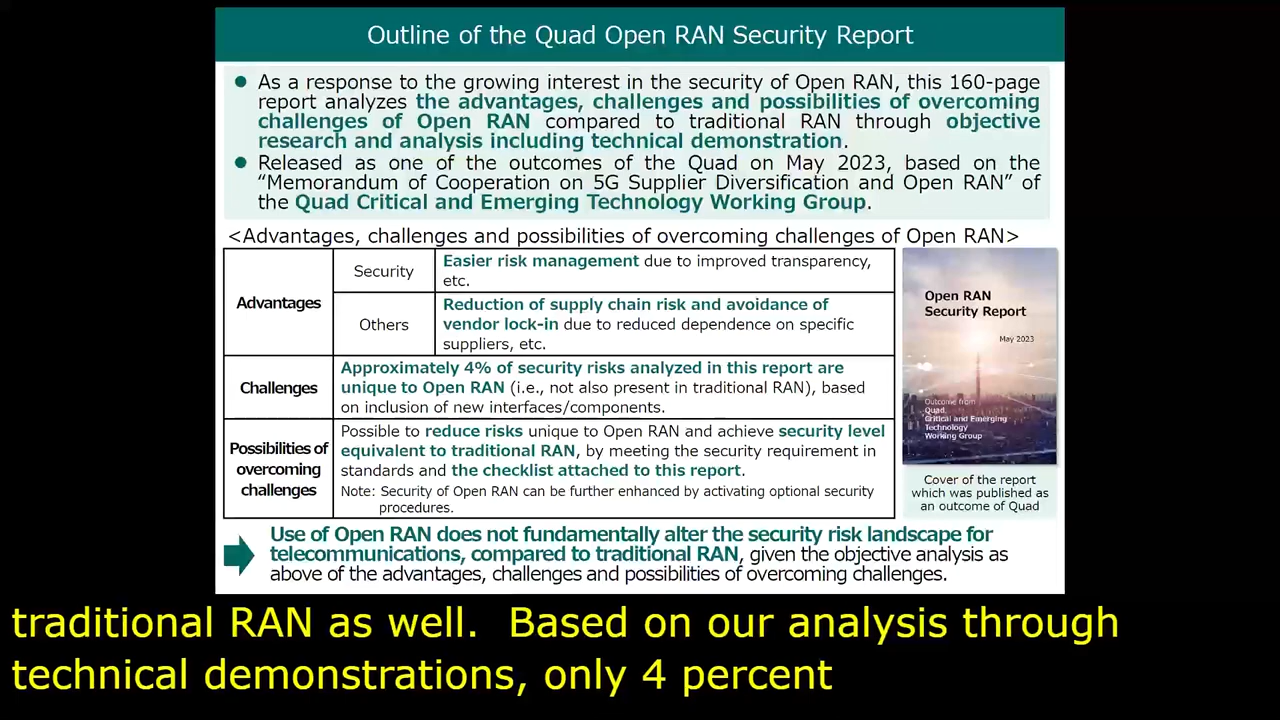 Outline of the Quad Open RAN Security Report
● As a response to the growing interest in the security of Open RAN, this 160-page
report analyzes the advantages, challenges and possibilities of overcoming
challenges of Open RAN compared to traditional RAN through objective
research and analysis including technical demonstration.
● Released as one of the outcomes of the Quad on May 2023, based on the
“Memorandum of Cooperation on 5G Supplier Diversification and Open RAN” of
the Quad Critical and Emerging Technology Working Group.
<Advantages, challenges and possibilities of overcoming challenges of Open RAN>
Advantages
Security
Easier risk management due to improved transparency,
etc.
Others
Reduction of supply chain risk and avoidance of
vendor lock-in due to reduced dependence on specific
suppliers, etc.
Challenges
Approximately 4% of security risks analyzed in this report are
unique to Open RAN (i.e., not also present in traditional RAN), based
on inclusion of new interfaces/components.
Possibilities of
overcoming
challenges
Possible to reduce risks unique to Open RAN and achieve security level
equivalent to traditional RAN, by meeting the security requirement in
standards and the checklist attached to this report.
Note: Security of Open RAN can be further enhanced by activating optional security
procedures.
Open RAN
Security Report
May 2023
Outcome from
Quad
Critical and Emerging
Technology
Working Group
Cover of the report
which was published as
an outcome of Quad
Use of Open RAN does not fundamentally alter the security risk landscape for
telecommunications, compared to traditional RAN, given the objective analysis as
above of the advantages, challenges and possibilities of overcoming challenges.
traditional RAN as well.  Based on our analysis through
technical demonstrations, only 4 percent